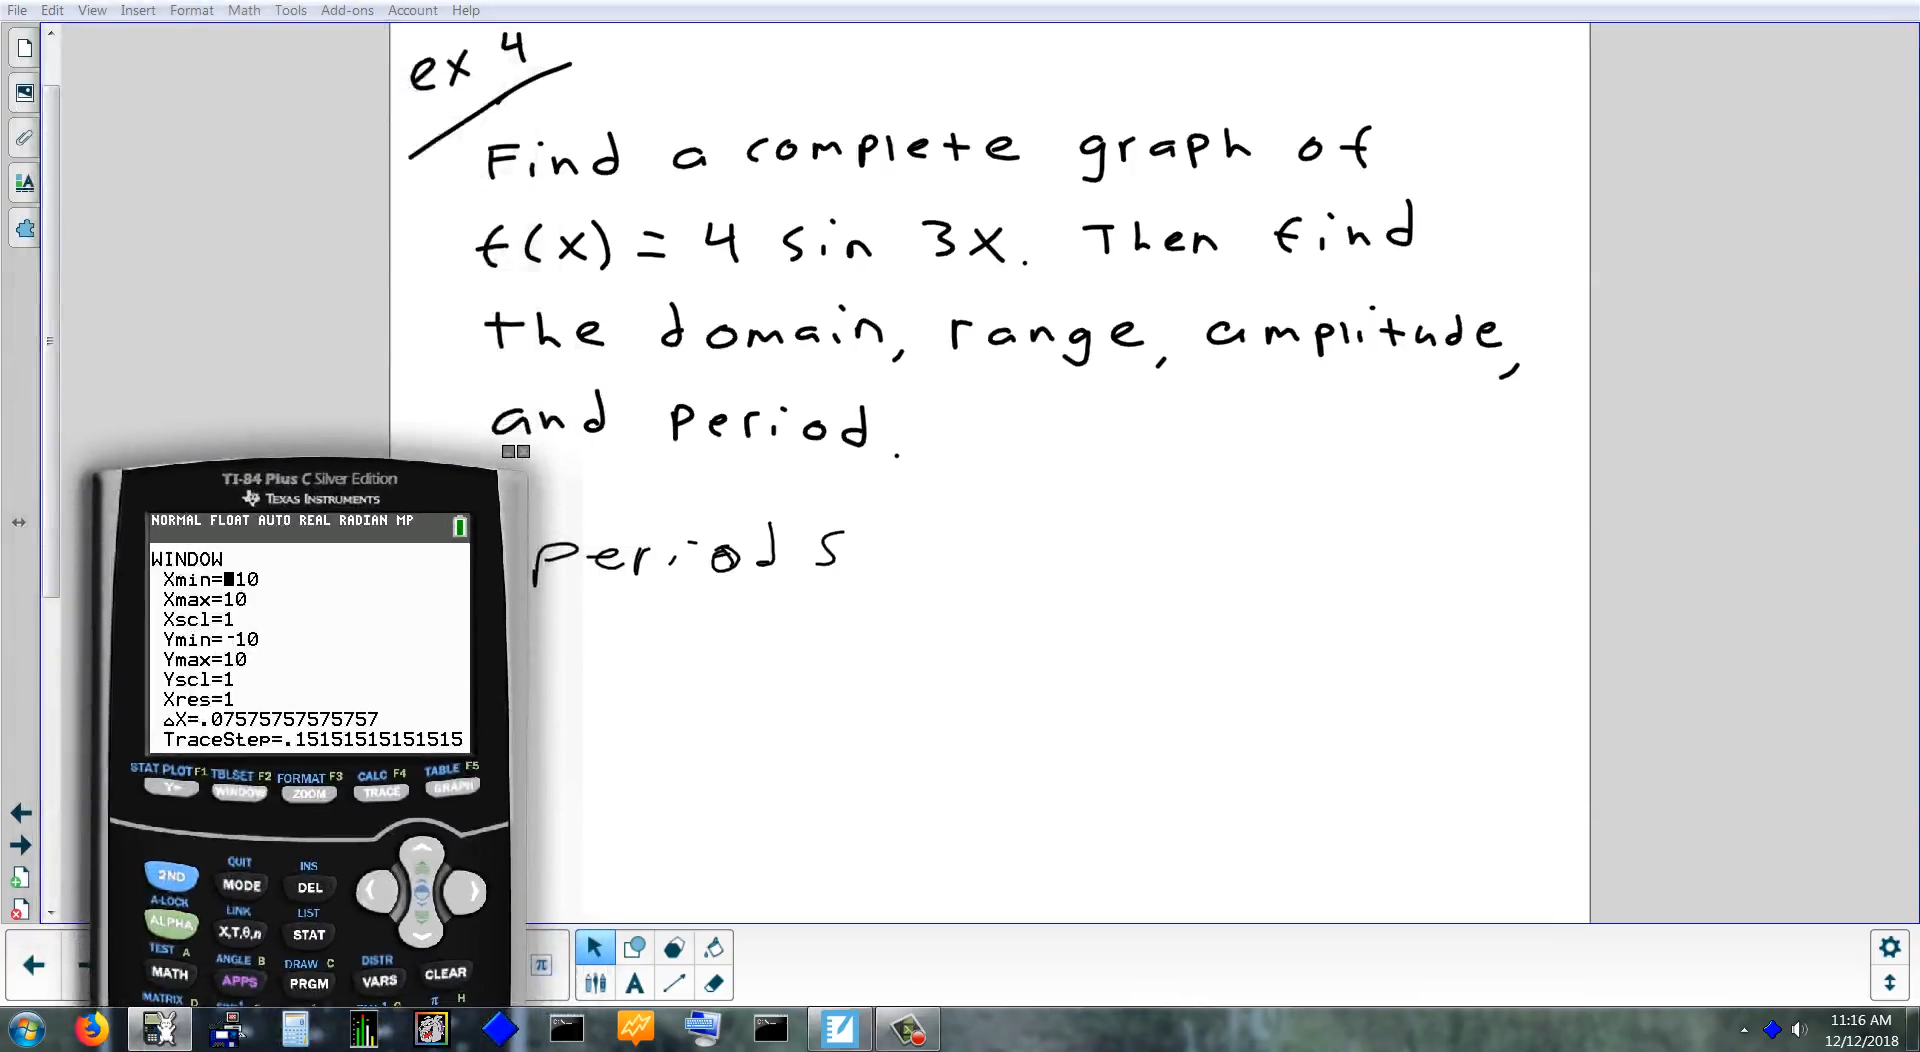 File Edit View Insert Format Math Tools Add-ons Account Help
ex 4
Find a complete graph of
f(x) = 4 sin 3x. Then find
the domain, range, amplitude,
and period.
period s
TI-84 Plus C Silver Edition
TEXAS INSTRUMENTS
NORMAL FLOAT AUTO REAL RADIAN MP
WINDOW
Xmin=10
Xmax=10
Xscl=1
Ymin=-10
Ymax=10
Yscl=1
Xres=1
△X=.07575757575757
TraceStep=.15151515151515
STAT PLOT F1 TBLSET F2 FORMAT F3 CALC F4 TABLE F5
Y= WINDOW ZOOM TRACE GRAPH
QUIT INS
2ND MODE DEL
A-LOCK LINK LIST
ALPHA X,T,θ,n STAT
TEST A ANGLE B DRAW C DISTR
MATH APPS PRGM VARS CLEAR
MATRIX D π H
π
A
11:16 AM
12/12/2018